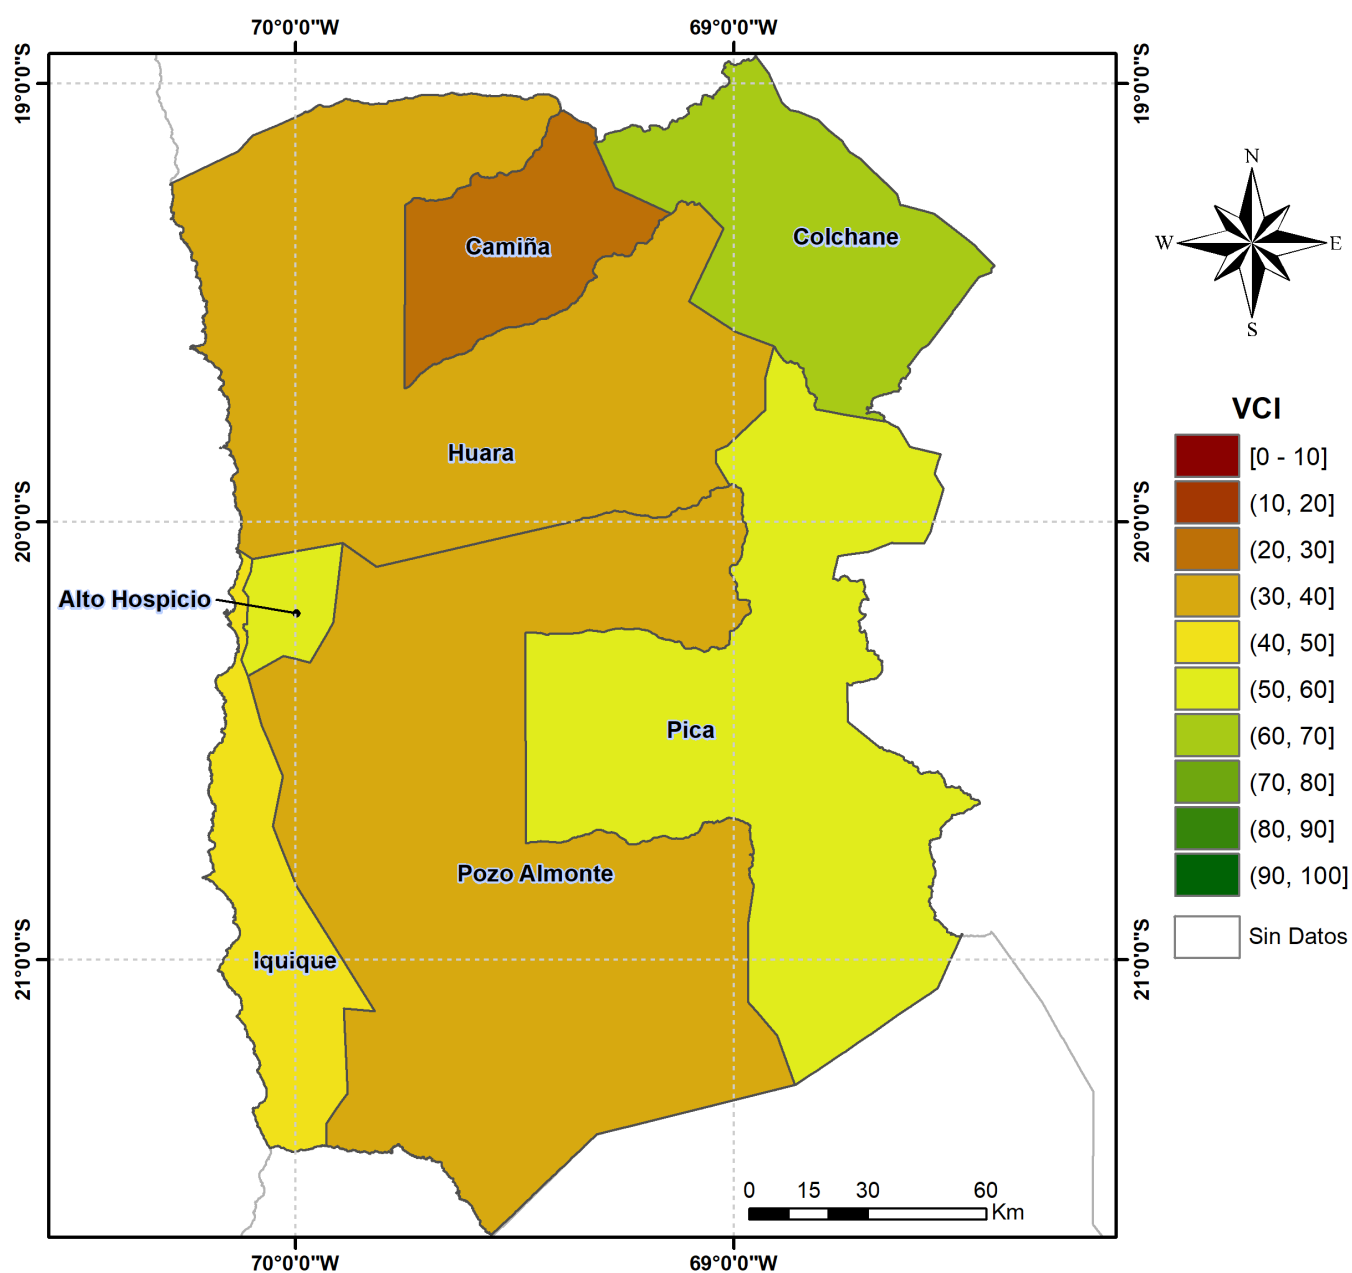 70°0'0"W 69°0'0"W
19°0'0"S 19°0'0"S
N
W E
S
Camiña
Colchane
VCI
[0 - 10]
(10, 20]
(20, 30]
(30, 40]
(40, 50]
(50, 60]
(60, 70]
(70, 80]
(80, 90]
(90, 100]
Sin Datos
Huara
20°0'0"S 20°0'0"S
Alto Hospicio
Pica
Pozo Almonte
Iquique
21°0'0"S 21°0'0"S
0 15 30 60
Km
70°0'0"W 69°0'0"W